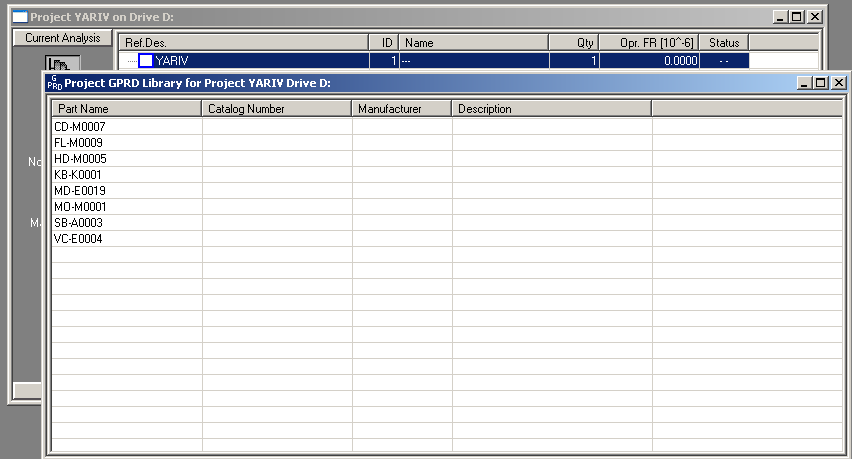 Project YARIV on Drive D:
Current Analysis
Ref.Des. ID Name Qty Opr. FR [10^-6] Status
YARIV 1 --- 1 0.0000 - -
G
PRD Project GPRD Library for Project YARIV Drive D:
Part Name Catalog Number Manufacturer Description
CD-M0007
FL-M0009
HD-M0005
No
KB-K0001
MD-E0019
MO-M0001
SB-A0003
VC-E0004